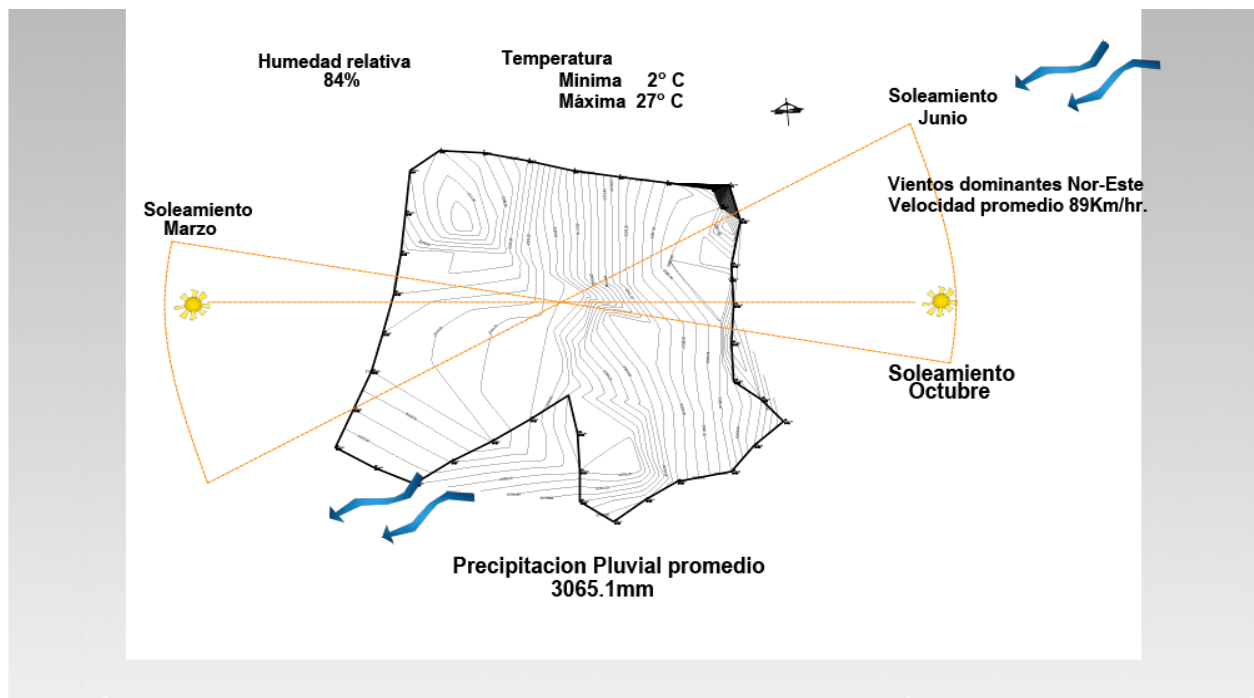 Humedad relativa
84%
Temperatura
Minima 2° C
Máxima 27° C
Soleamiento
Junio
Vientos dominantes Nor-Este
Velocidad promedio 89Km/hr.
Soleamiento
Marzo
Soleamiento
Octubre
Precipitacion Pluvial promedio
3065.1mm